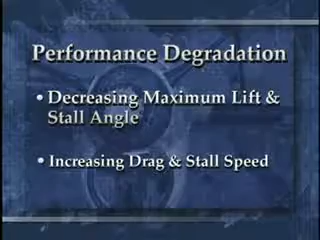 Performance Degradation
• Decreasing Maximum Lift &
Stall Angle
• Increasing Drag & Stall Speed